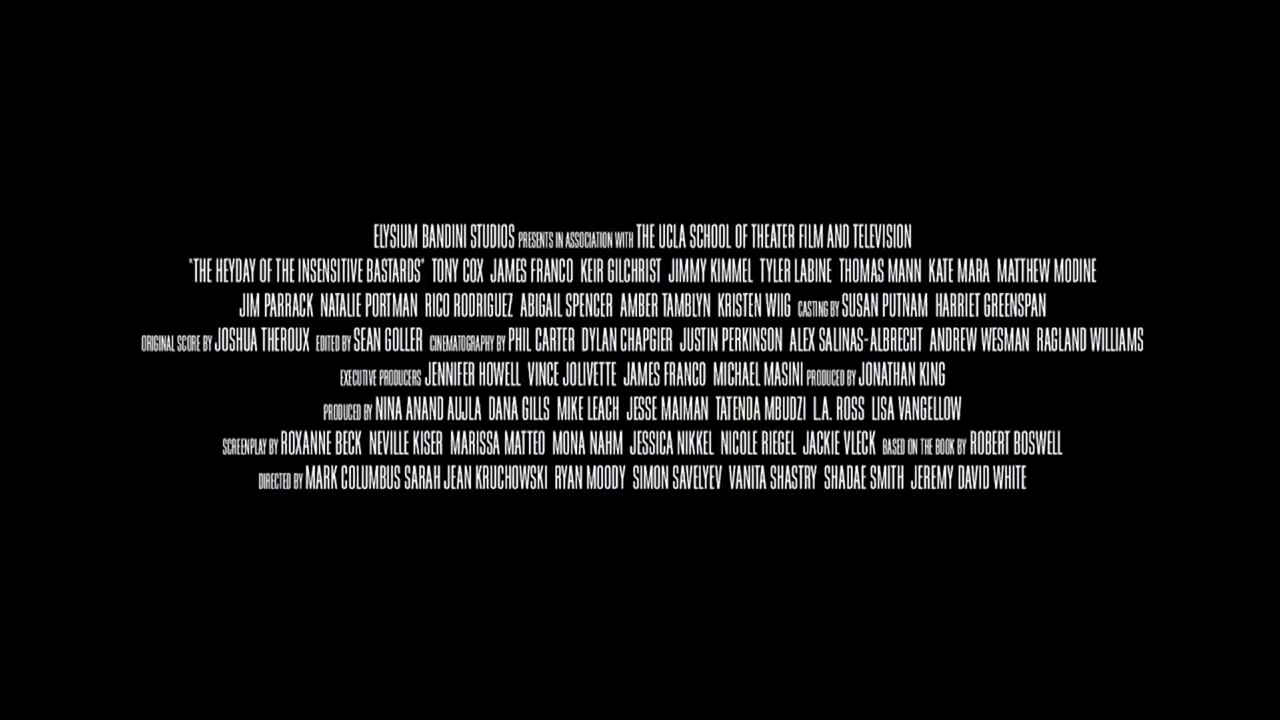 ELYSIUM BANDINI STUDIOS PRESENTS IN ASSOCIATION WITH THE UCLA SCHOOL OF THEATER FILM AND TELEVISION
"THE HEYDAY OF THE INSENSITIVE BASTARDS" TONY COX JAMES FRANCO KEIR GILCHRIST JIMMY KIMMEL TYLER LABINE THOMAS MANN KATE MARA MATTHEW MODINE
JIM PARRACK NATALIE PORTMAN RICO RODRIGUEZ ABIGAIL SPENCER AMBER TAMBLYN KRISTEN WIIG CASTING BY SUSAN PUTNAM HARRIET GREENSPAN
ORIGINAL SCORE BY JOSHUA THEROUX EDITED BY SEAN GOLLER CINEMATOGRAPHY BY PHIL CARTER DYLAN CHAPGIER JUSTIN PERKINSON ALEX SALINAS-ALBRECHT ANDREW WESMAN RAGLAND WILLIAMS
EXECUTIVE PRODUCERS JENNIFER HOWELL VINCE JOLIVETTE JAMES FRANCO MICHAEL MASINI PRODUCED BY JONATHAN KING
PRODUCED BY NINA ANAND AUJLA DANA GILLS MIKE LEACH JESSE MAIMAN TATENDA MBUDZI L.A. ROSS LISA VANGELLOW
SCREENPLAY BY ROXANNE BECK NEVILLE KISER MARISSA MATTEO MONA NAHM JESSICA NIKKEL NICOLE RIEGEL JACKIE VLECK BASED ON THE BOOK BY ROBERT BOSWELL
DIRECTED BY MARK COLUMBUS SARAH JEAN KRUCHOWSKI RYAN MOODY SIMON SAVELYEV VANITA SHASTRY SHADAE SMITH JEREMY DAVID WHITE